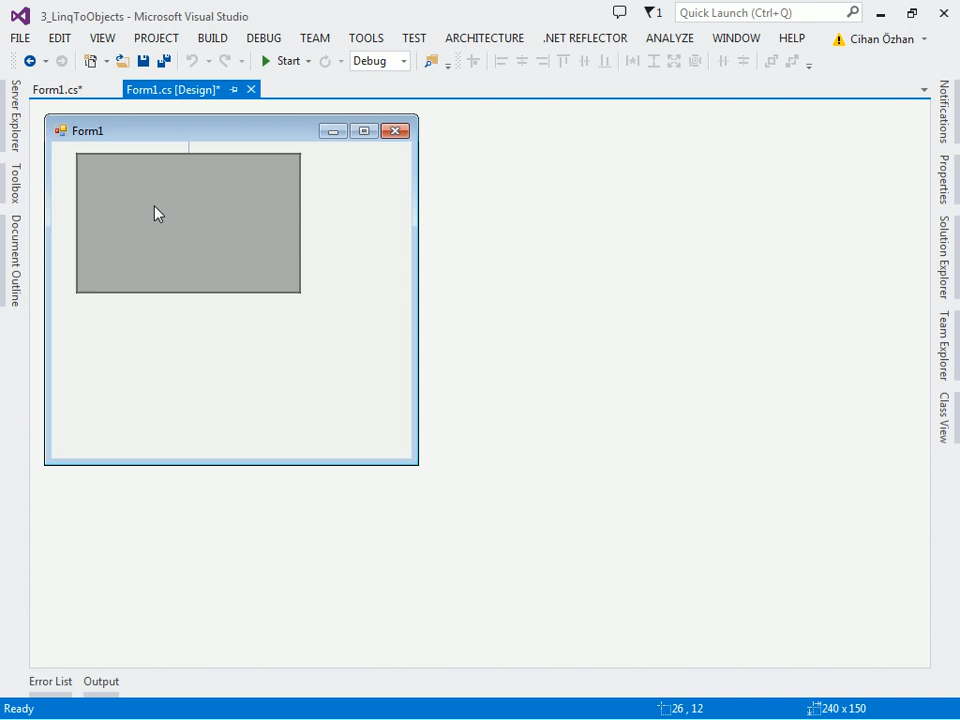 3_LinqToObjects - Microsoft Visual Studio
1
Quick Launch (Ctrl+Q)
FILE EDIT VIEW PROJECT BUILD DEBUG TEAM TOOLS TEST ARCHITECTURE .NET REFLECTOR ANALYZE WINDOW HELP Cihan Özhan
Start Debug
Form1.cs* Form1.cs [Design]*
Server Explorer
Toolbox
Document Outline
Form1
Notifications
Properties
Solution Explorer
Team Explorer
Class View
Error List Output
Ready 26 , 12 240 x 150